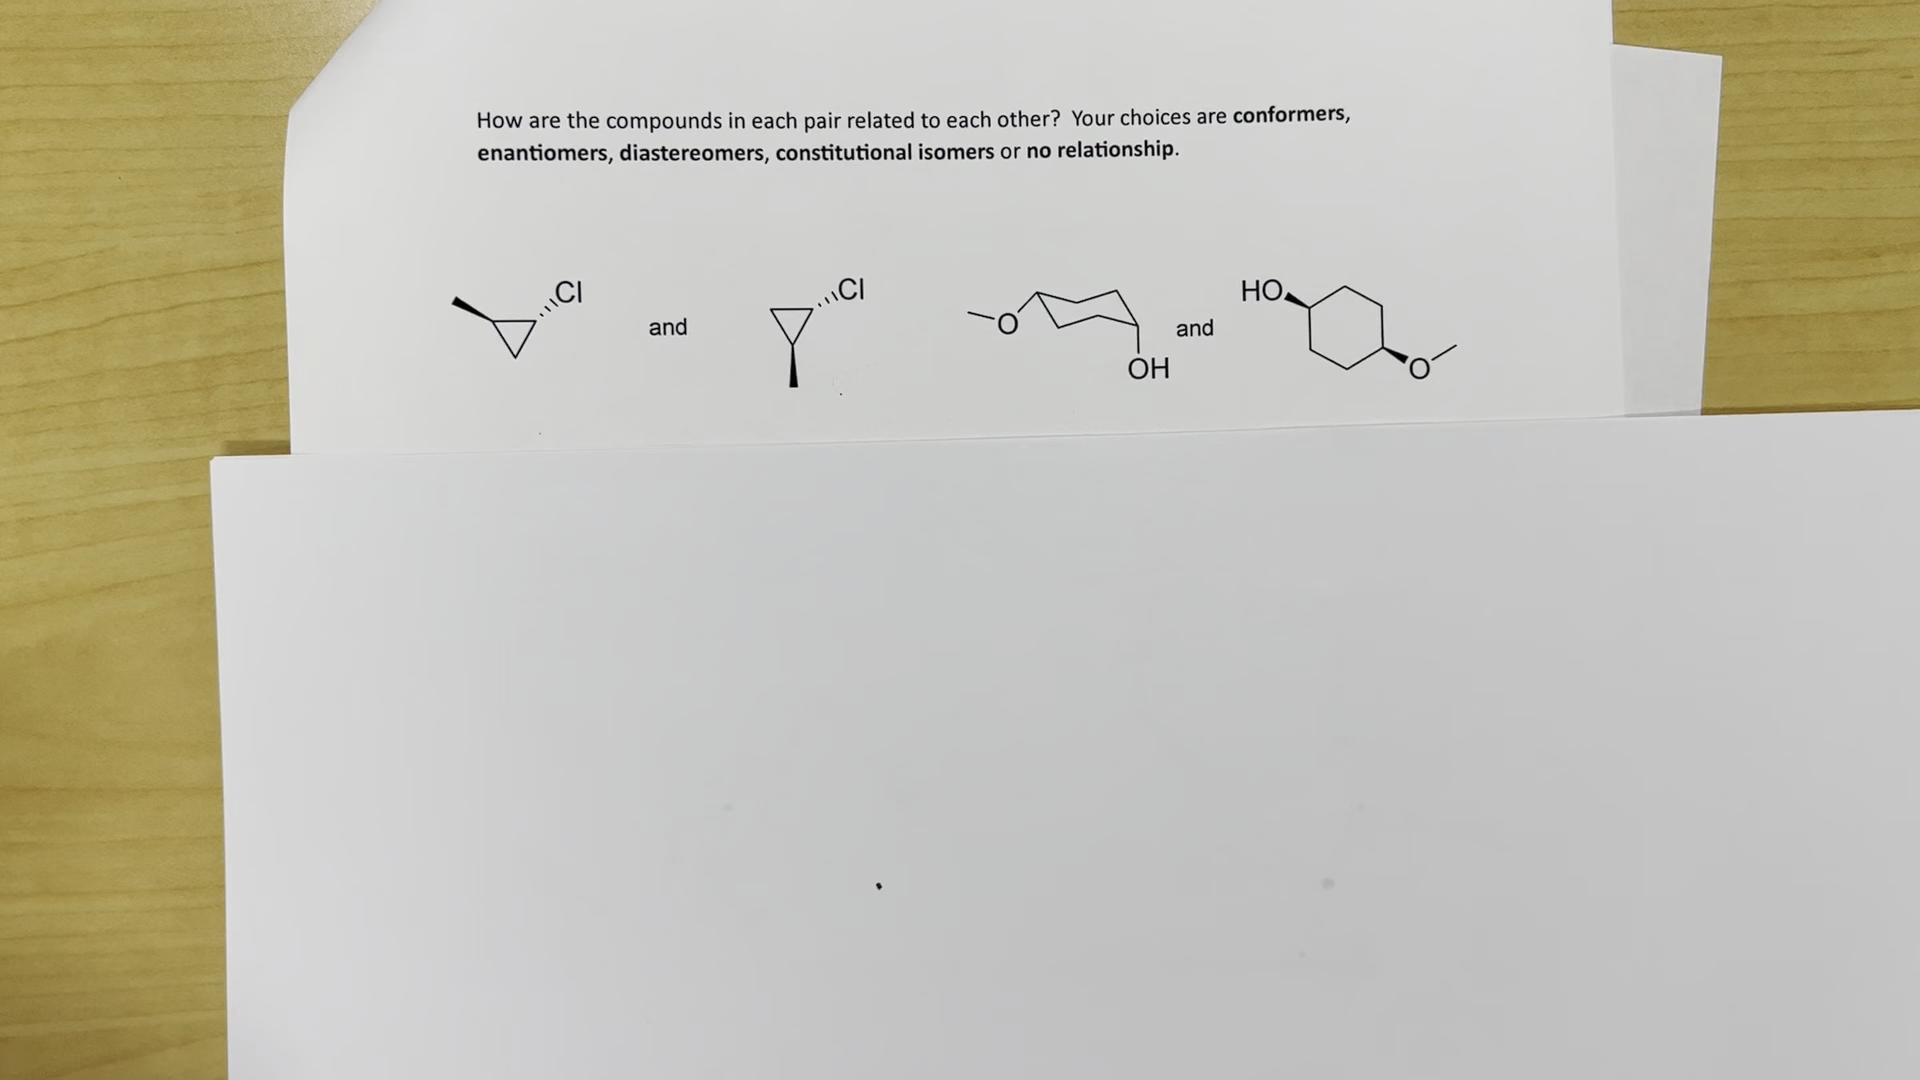 How are the compounds in each pair related to each other? Your choices are conformers,
enantiomers, diastereomers, constitutional isomers or no relationship.
Cl
and
Cl
O
OH
and
HO
O